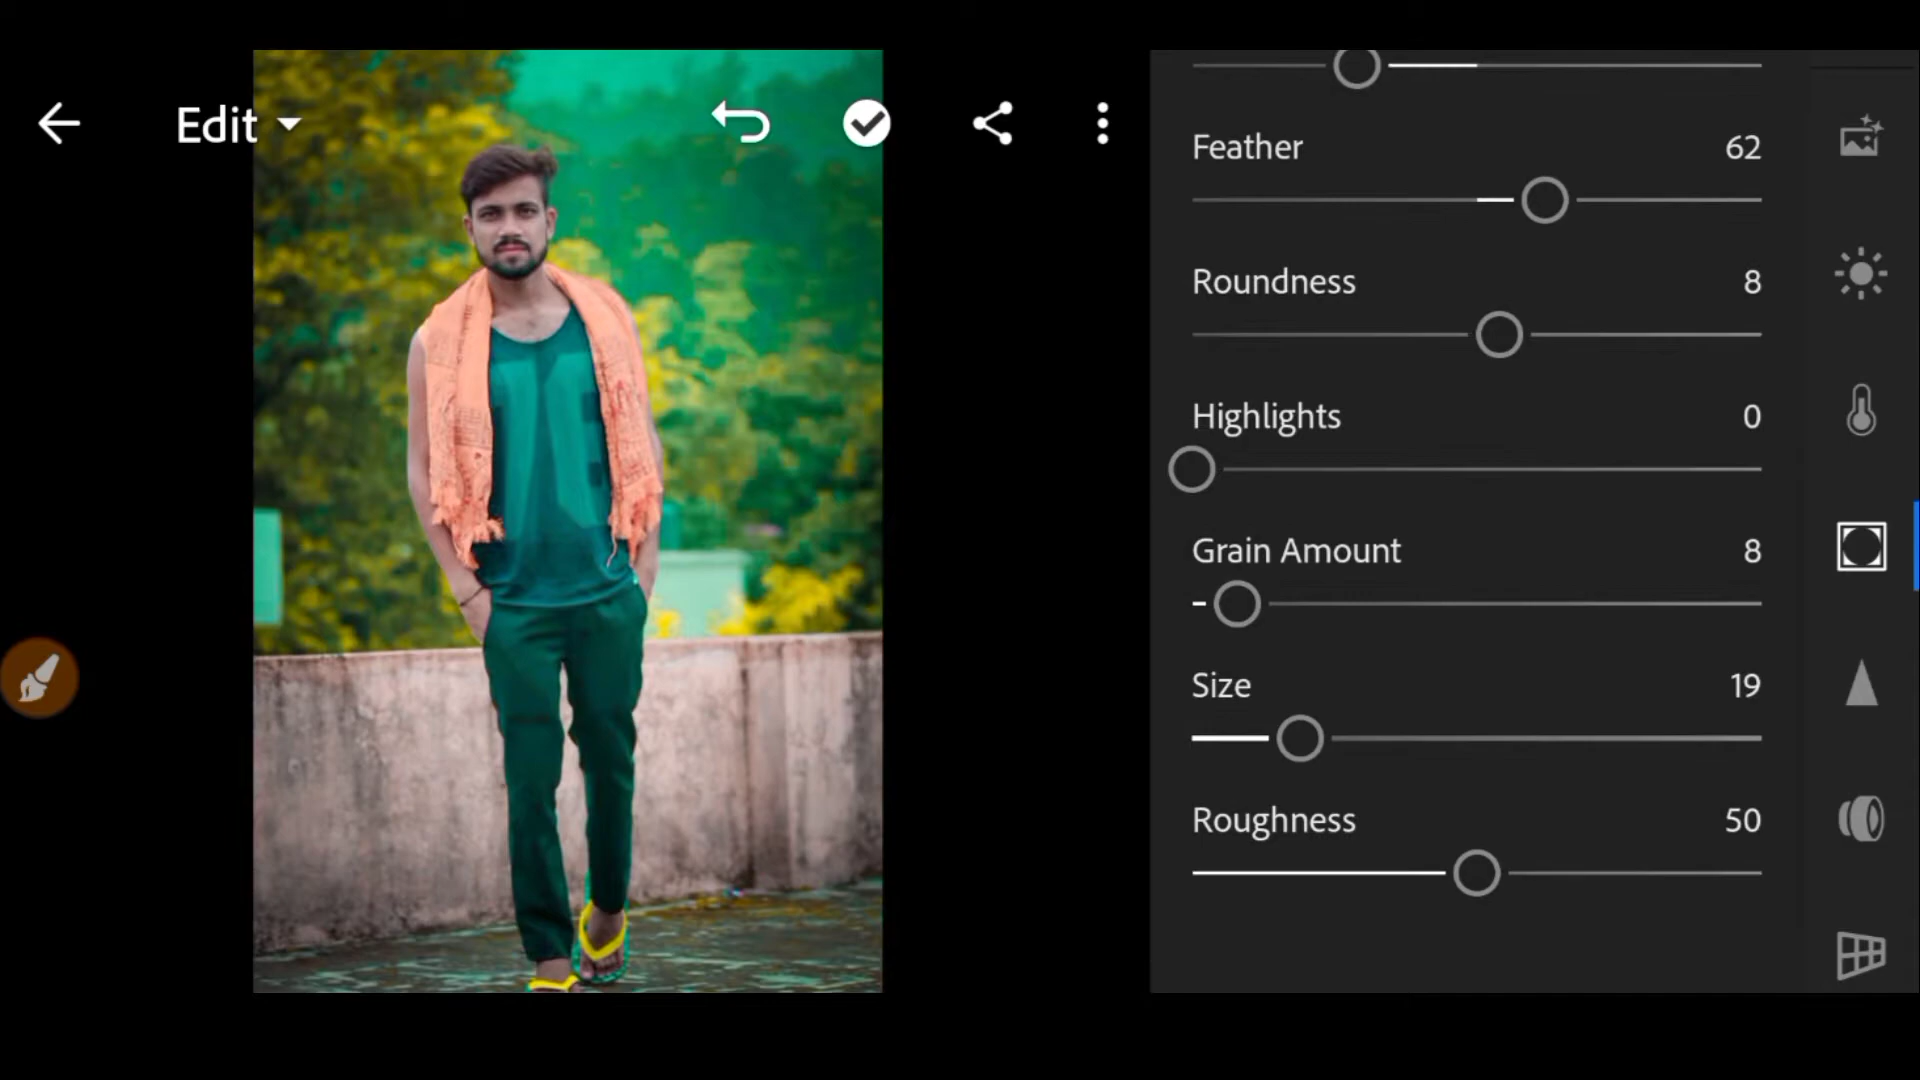 Edit
Feather 62
Roundness 8
Highlights 0
Grain Amount 8
Size 19
Roughness 50